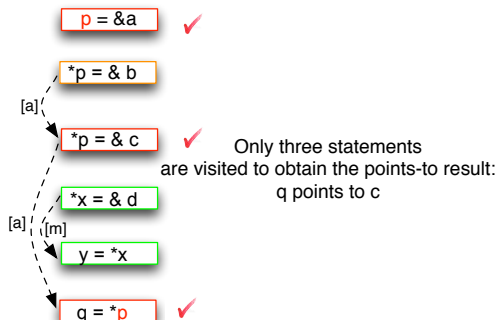 p = &a
*p = & b
[a]
*p = & c
Only three statements
are visited to obtain the points-to result:
q points to c
*x = & d
[a]
[m]
y = *x
q = *p